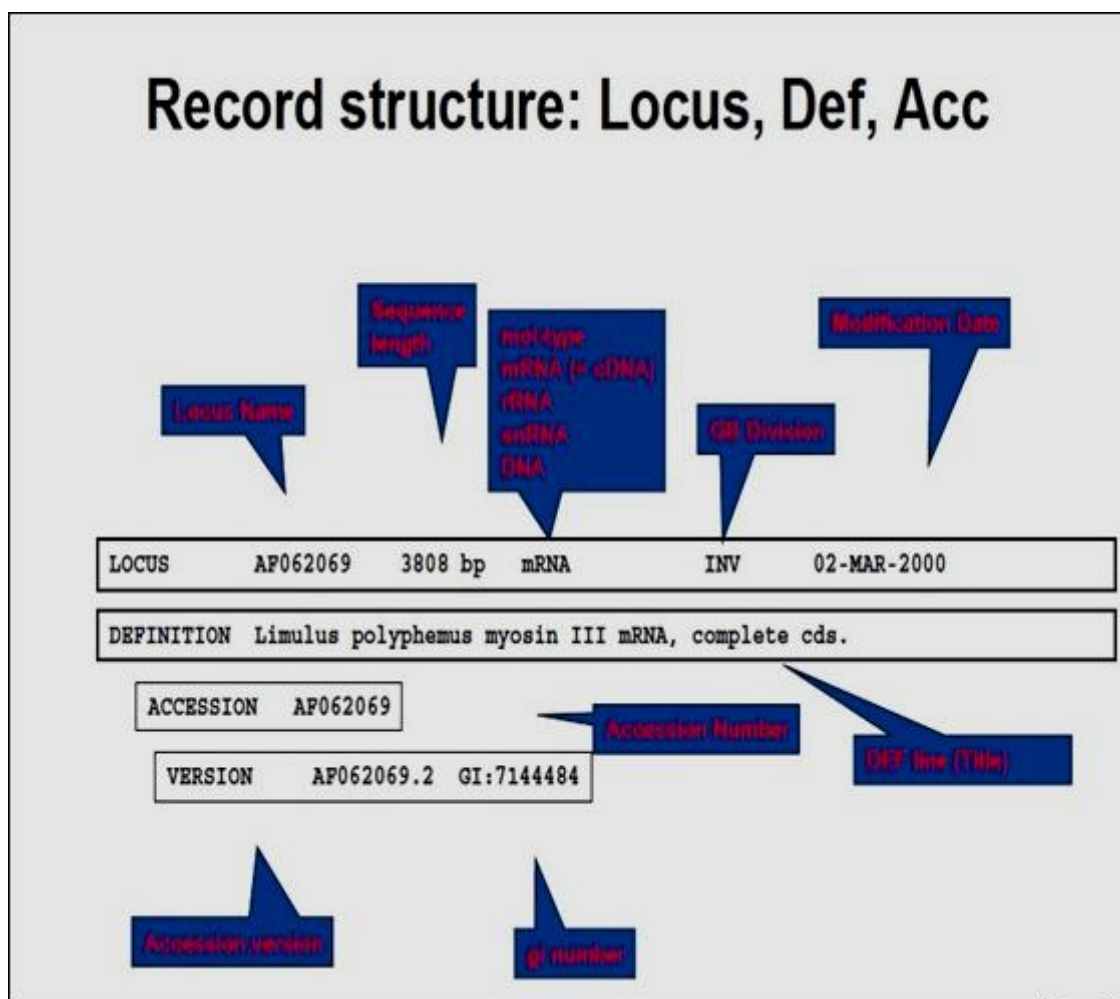 Record structure: Locus, Def, Acc
Sequence
length
mol-type
mRNA (= cDNA)
rRNA
snRNA
DNA
Modification Date
Locus Name
GB Division
LOCUS AF062069 3808 bp mRNA INV 02-MAR-2000
DEFINITION Limulus polyphemus myosin III mRNA, complete cds.
ACCESSION AF062069
Accession Number
DEF line (Title)
VERSION AF062069.2 GI:7144484
Accession version
gi number